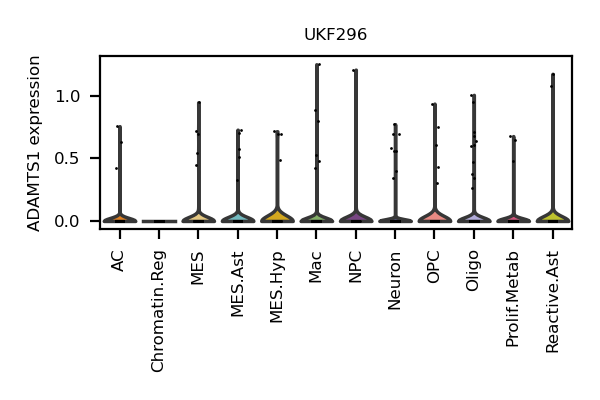 UKF296
ADAMTS1 expression
1.0
0.5
0.0
AC
Chromatin.Reg
MES
MES.Ast
MES.Hyp
Mac
NPC
Neuron
OPC
Oligo
Prolif.Metab
Reactive.Ast